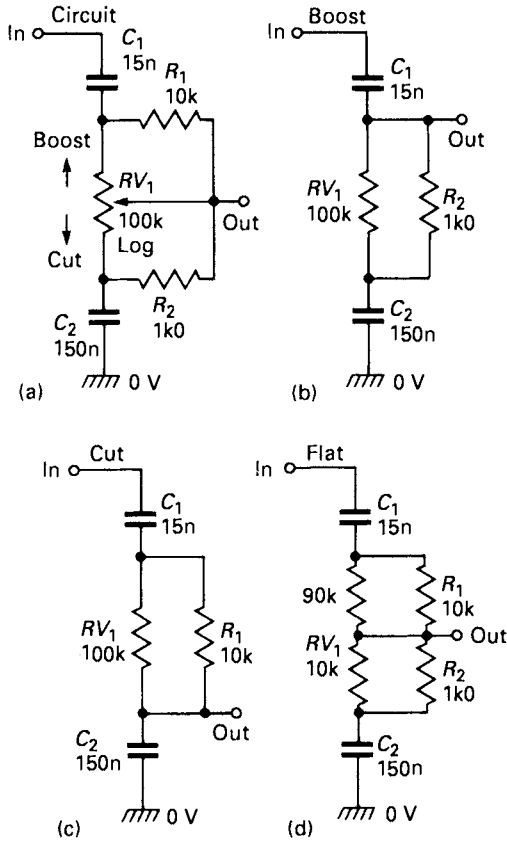 Circuit
In
C1
15n
R1
10k
Boost
RV1
100k
Log
Out
Cut
R2
1k0
C2
150n
0 V
(a)
Boost
In
C1
15n
Out
RV1
100k
R2
1k0
C2
150n
0 V
(b)
Cut
In
C1
15n
RV1
100k
R1
10k
Out
C2
150n
0 V
(c)
Flat
In
C1
15n
90k
R1
10k
Out
RV1
10k
R2
1k0
C2
150n
0 V
(d)